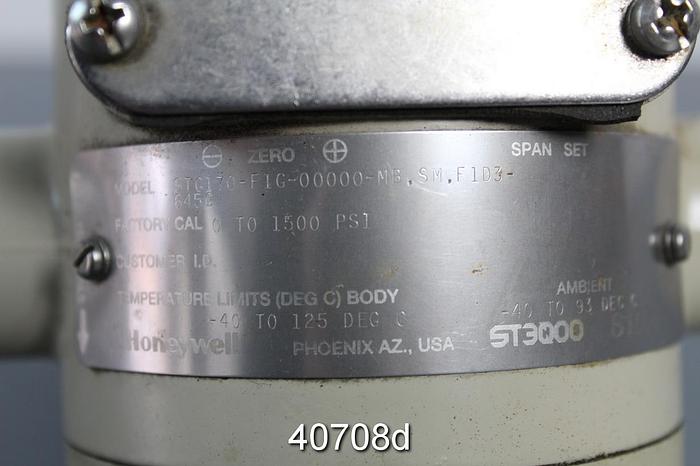 ⊖ ZERO ⊕ SPAN SET
MODEL STG170-F1G-00000-MB,SM,F1D3-
6456
FACTORY CAL 0 TO 1500 PSI
CUSTOMER I.D.
TEMPERATURE LIMITS (DEG C) BODY AMBIENT
-40 TO 125 DEG C -40 TO 93 DEG C
Honeywell PHOENIX AZ., USA ST3000
40708d